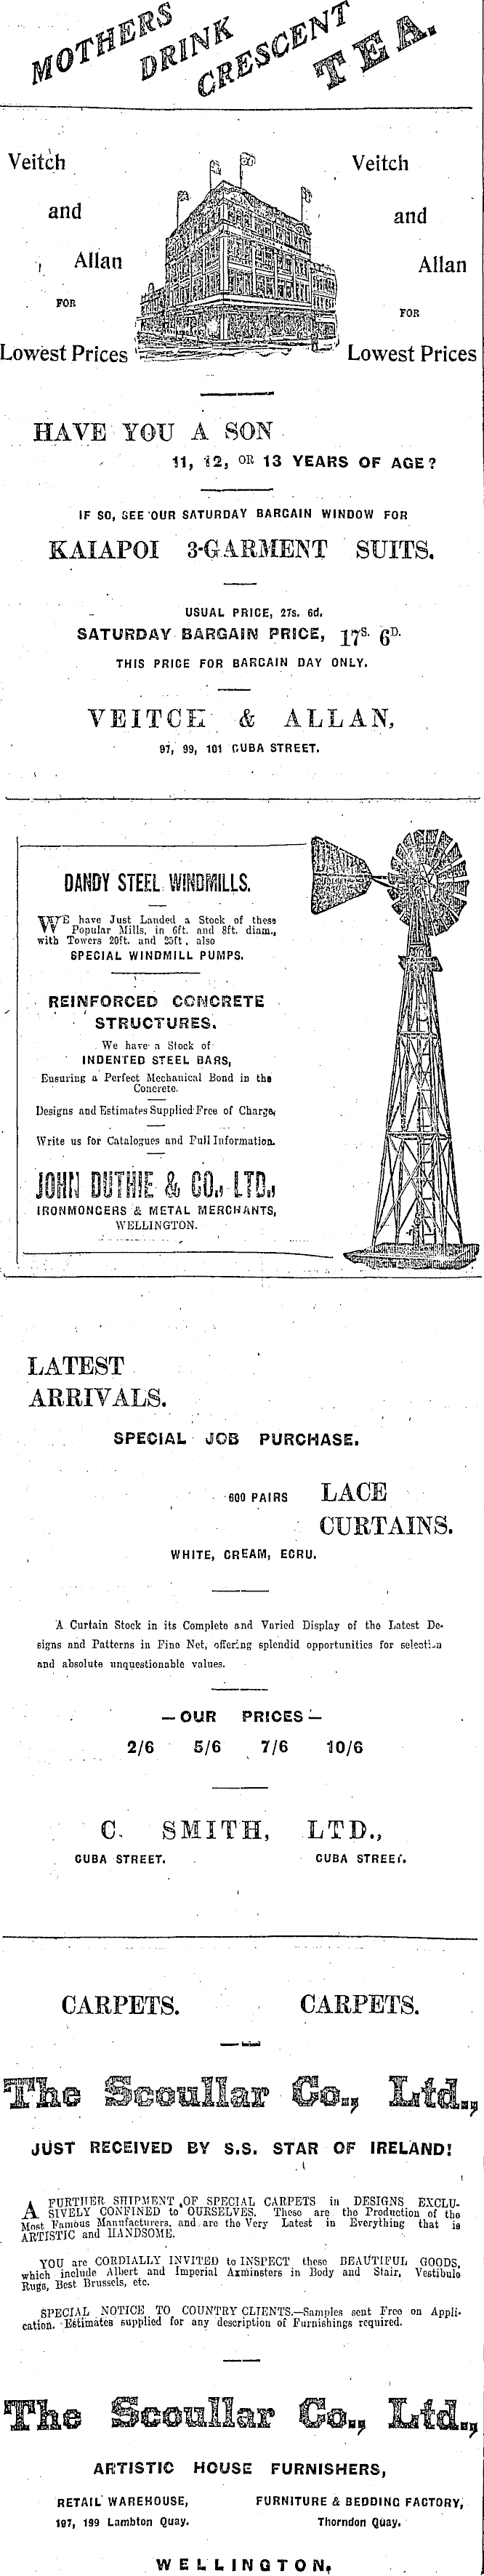 MOTHERS
DRINK
CRESCENT
TEA.
Veitch
and
Allan
FOR
Lowest Prices
Veitch
and
Allan
FOR
Lowest Prices
HAVE YOU A SON
11, 12, OR 13 YEARS OF AGE?
IF SO, SEE OUR SATURDAY BARGAIN WINDOW FOR
KAIAPOI 3-GARMENT SUITS.
USUAL PRICE, 27s. 6d.
SATURDAY BARGAIN PRICE, 17S. 6D.
THIS PRICE FOR BARGAIN DAY ONLY.
VEITCH & ALLAN,
97, 99, 101 CUBA STREET.
DANDY STEEL WINDMILLS.
WE have Just Landed a Stock of these
Popular Mills, in 6ft. and 8ft. diam.,
with Towers 20ft. and 25ft, also
SPECIAL WINDMILL PUMPS.
REINFORCED CONCRETE
STRUCTURES.
We have a Stock of
INDENTED STEEL BARS,
Ensuring a Perfect Mechanical Bond in the
Concrete.
Designs and Estimates Supplied Free of Charge,
Write us for Catalogues and Full Information.
JOHN DUTHIE & CO., LTD.,
IRONMONGERS & METAL MERCHANTS,
WELLINGTON.
LATEST
ARRIVALS.
SPECIAL JOB PURCHASE.
600 PAIRS LACE
CURTAINS.
WHITE, CREAM, ECRU.
A Curtain Stock in its Complete and Varied Display of the Latest De-
signs and Patterns in Fine Net, offering splendid opportunities for selection
and absolute unquestionable values.
— OUR PRICES —
2/6 5/6 7/6 10/6
C. SMITH, LTD.,
CUBA STREET. CUBA STREET.
CARPETS. CARPETS.
The Scoullar Co., Ltd.,
JUST RECEIVED BY S.S. STAR OF IRELAND!
A FURTHER SHIPMENT OF SPECIAL CARPETS in DESIGNS EXCLU-
SIVELY CONFINED to OURSELVES. These are the Production of the
Most Famous Manufacturers, and are the Very Latest in Everything that is
ARTISTIC and HANDSOME.
YOU are CORDIALLY INVITED to INSPECT these BEAUTIFUL GOODS,
which include Albert and Imperial Axminsters in Body and Stair, Vestibule
Rugs, Best Brussels, etc.
SPECIAL NOTICE TO COUNTRY CLIENTS.—Samples sent Free on Appli-
cation. Estimates supplied for any description of Furnishings required.
The Scoullar Co., Ltd.,
ARTISTIC HOUSE FURNISHERS,
RETAIL WAREHOUSE,
197, 199 Lambton Quay.
FURNITURE & BEDDING FACTORY,
Thorndon Quay.
WELLINGTON.